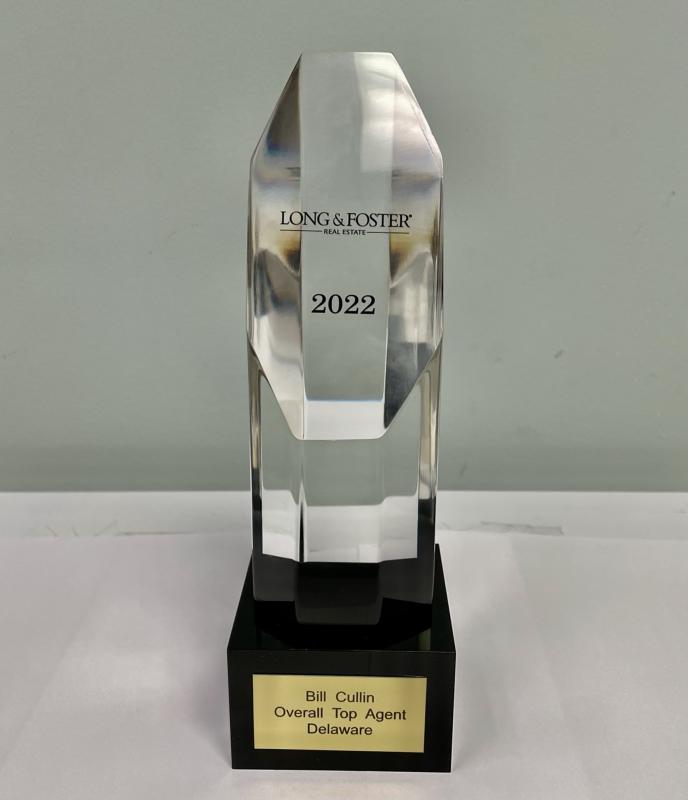 LONG & FOSTER®
REAL ESTATE
2022
Bill Cullin
Overall Top Agent
Delaware